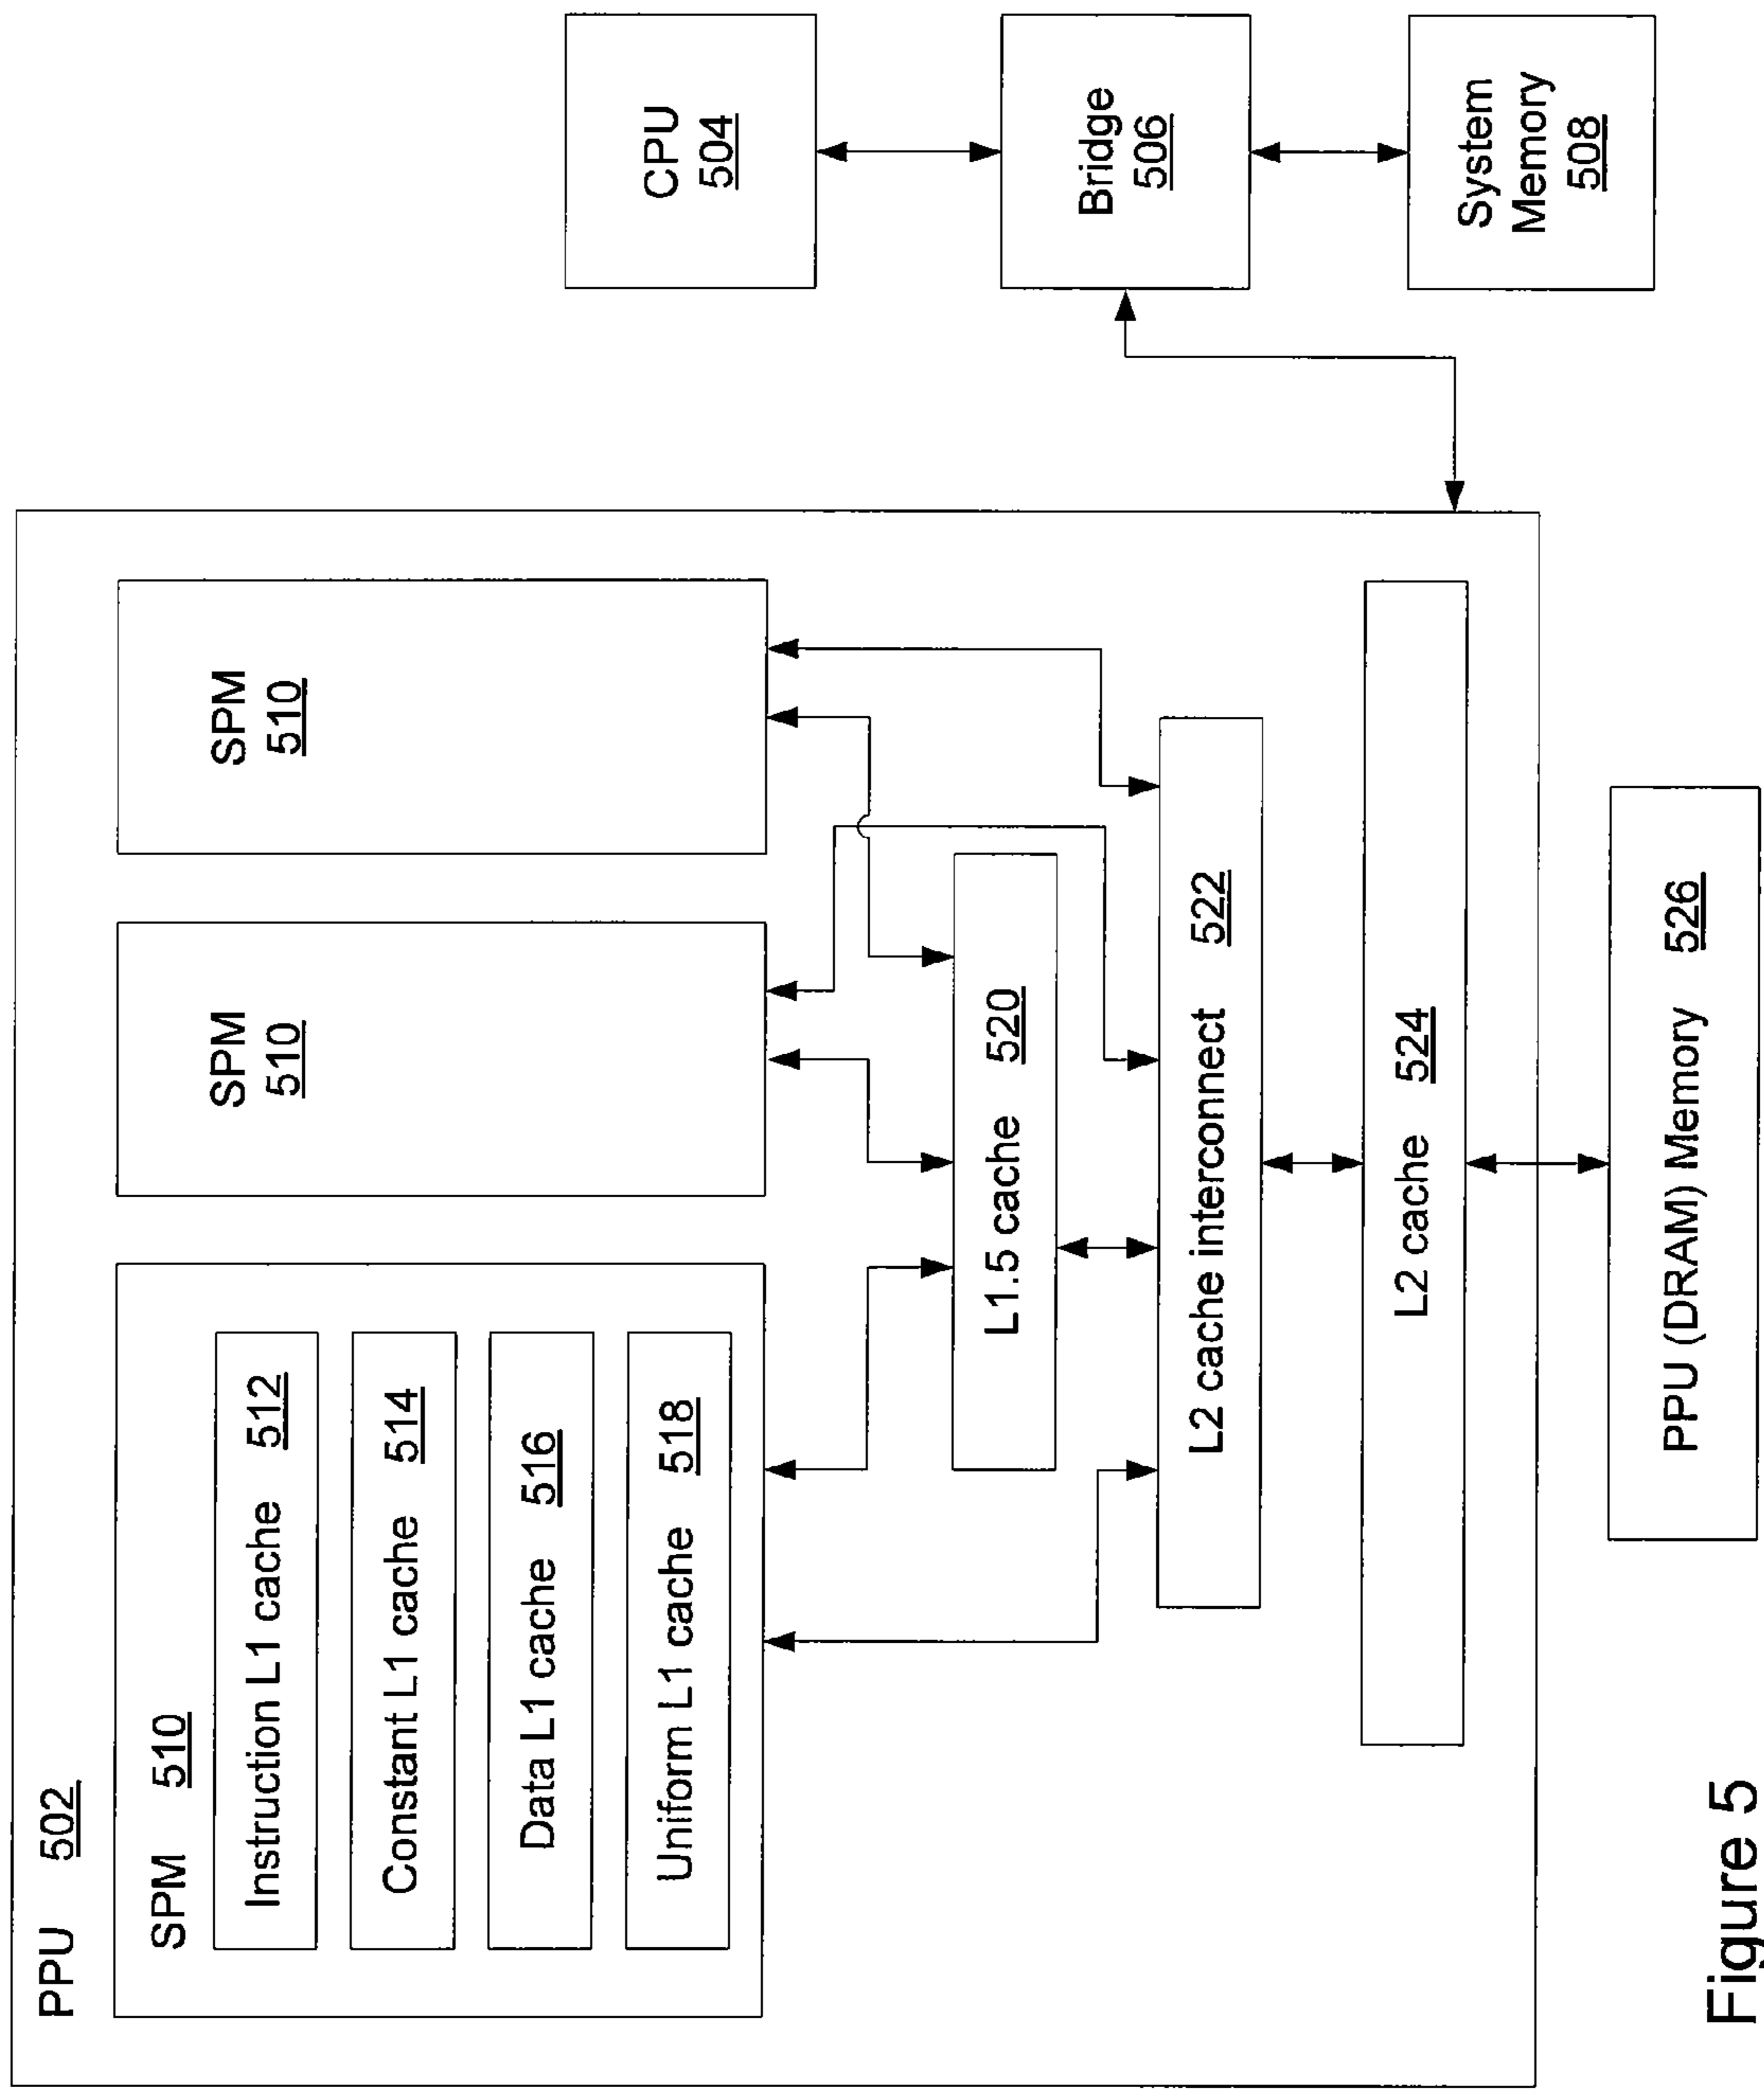 PPU 502
SPM 510
Instruction L1 cache 512
Constant L1 cache 514
Data L1 cache 516
Uniform L1 cache 518
SPM
510
SPM
510
L1.5 cache 520
L2 cache interconnect 522
L2 cache 524
PPU (DRAM) Memory 526
CPU
504
Bridge
506
System
Memory
508
Figure 5